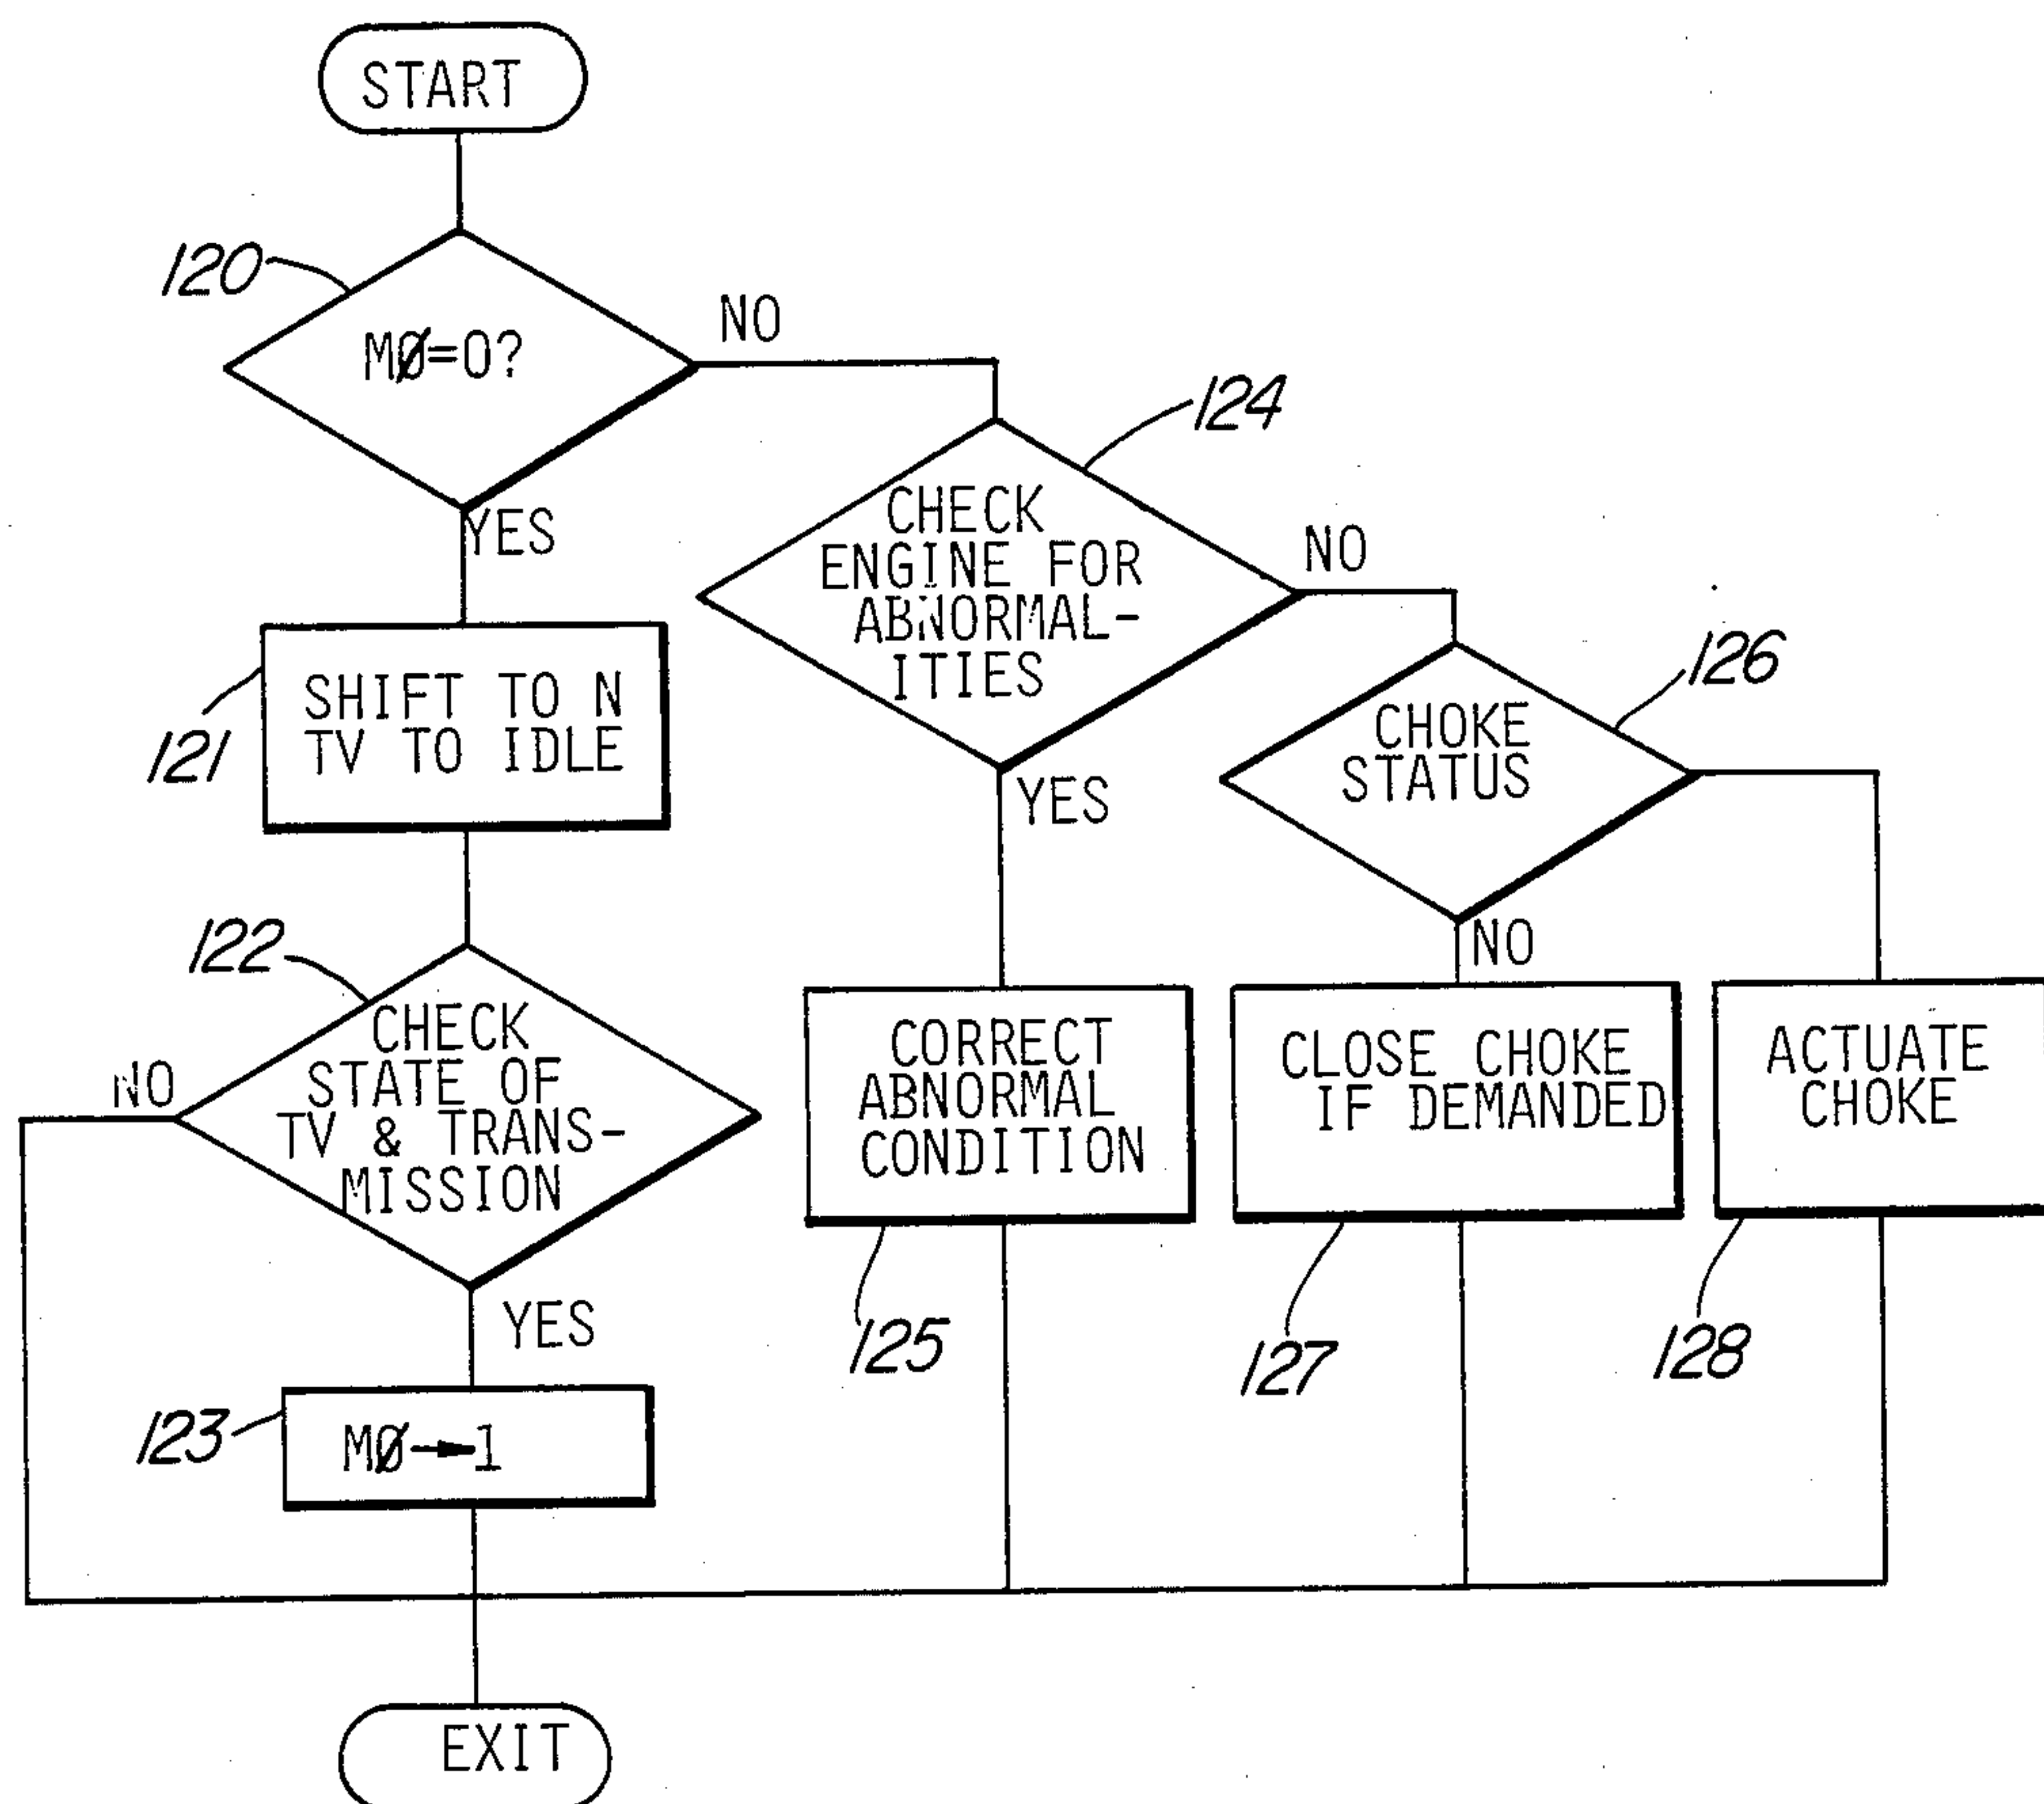 START
120
MØ=0?
NO
YES
124
CHECK
ENGINE FOR
ABNORMAL-
ITIES
NO
YES
121
SHIFT TO N
TV TO IDLE
126
CHOKE
STATUS
NO
122
CHECK
STATE OF
TV & TRANS-
MISSION
NO
YES
CORRECT
ABNORMAL
CONDITION
125
CLOSE CHOKE
IF DEMANDED
127
ACTUATE
CHOKE
128
123
MØ→1
EXIT